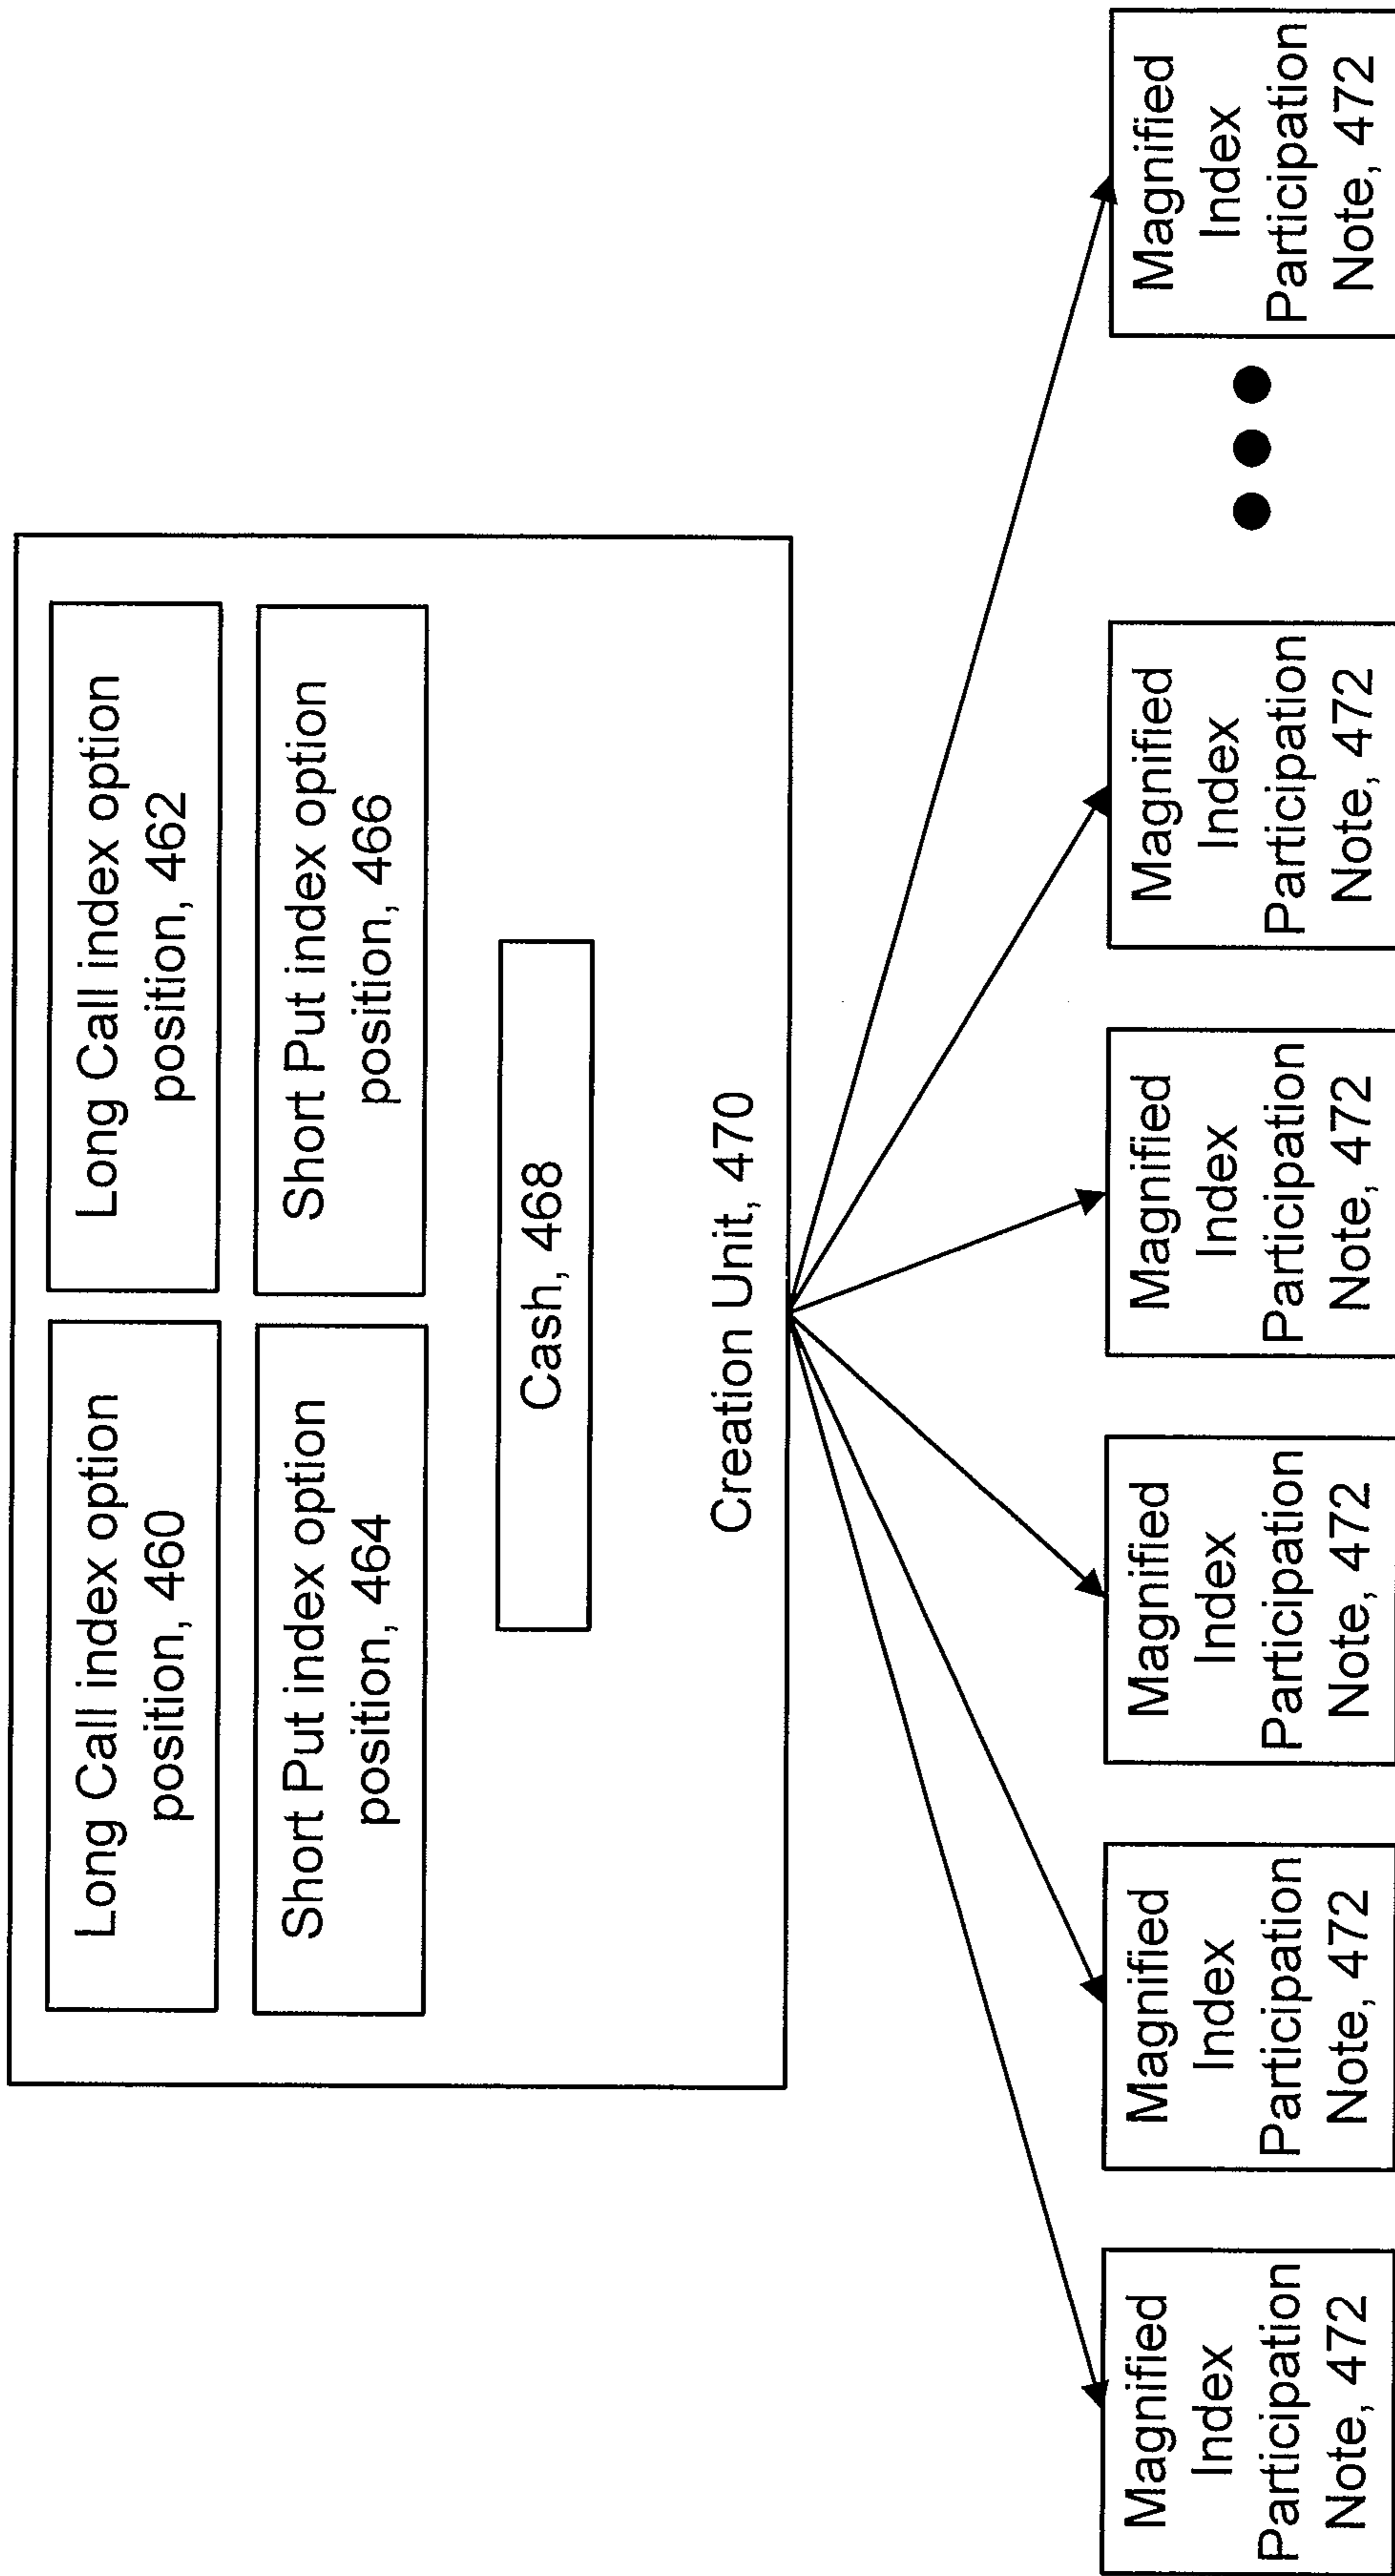 Long Call index option
position, 460
Long Call index option
position, 462
Short Put index option
position, 464
Short Put index option
position, 466
Cash, 468
Creation Unit, 470
Magnified
Index
Participation
Note, 472
Magnified
Index
Participation
Note, 472
Magnified
Index
Participation
Note, 472
Magnified
Index
Participation
Note, 472
Magnified
Index
Participation
Note, 472
Magnified
Index
Participation
Note, 472